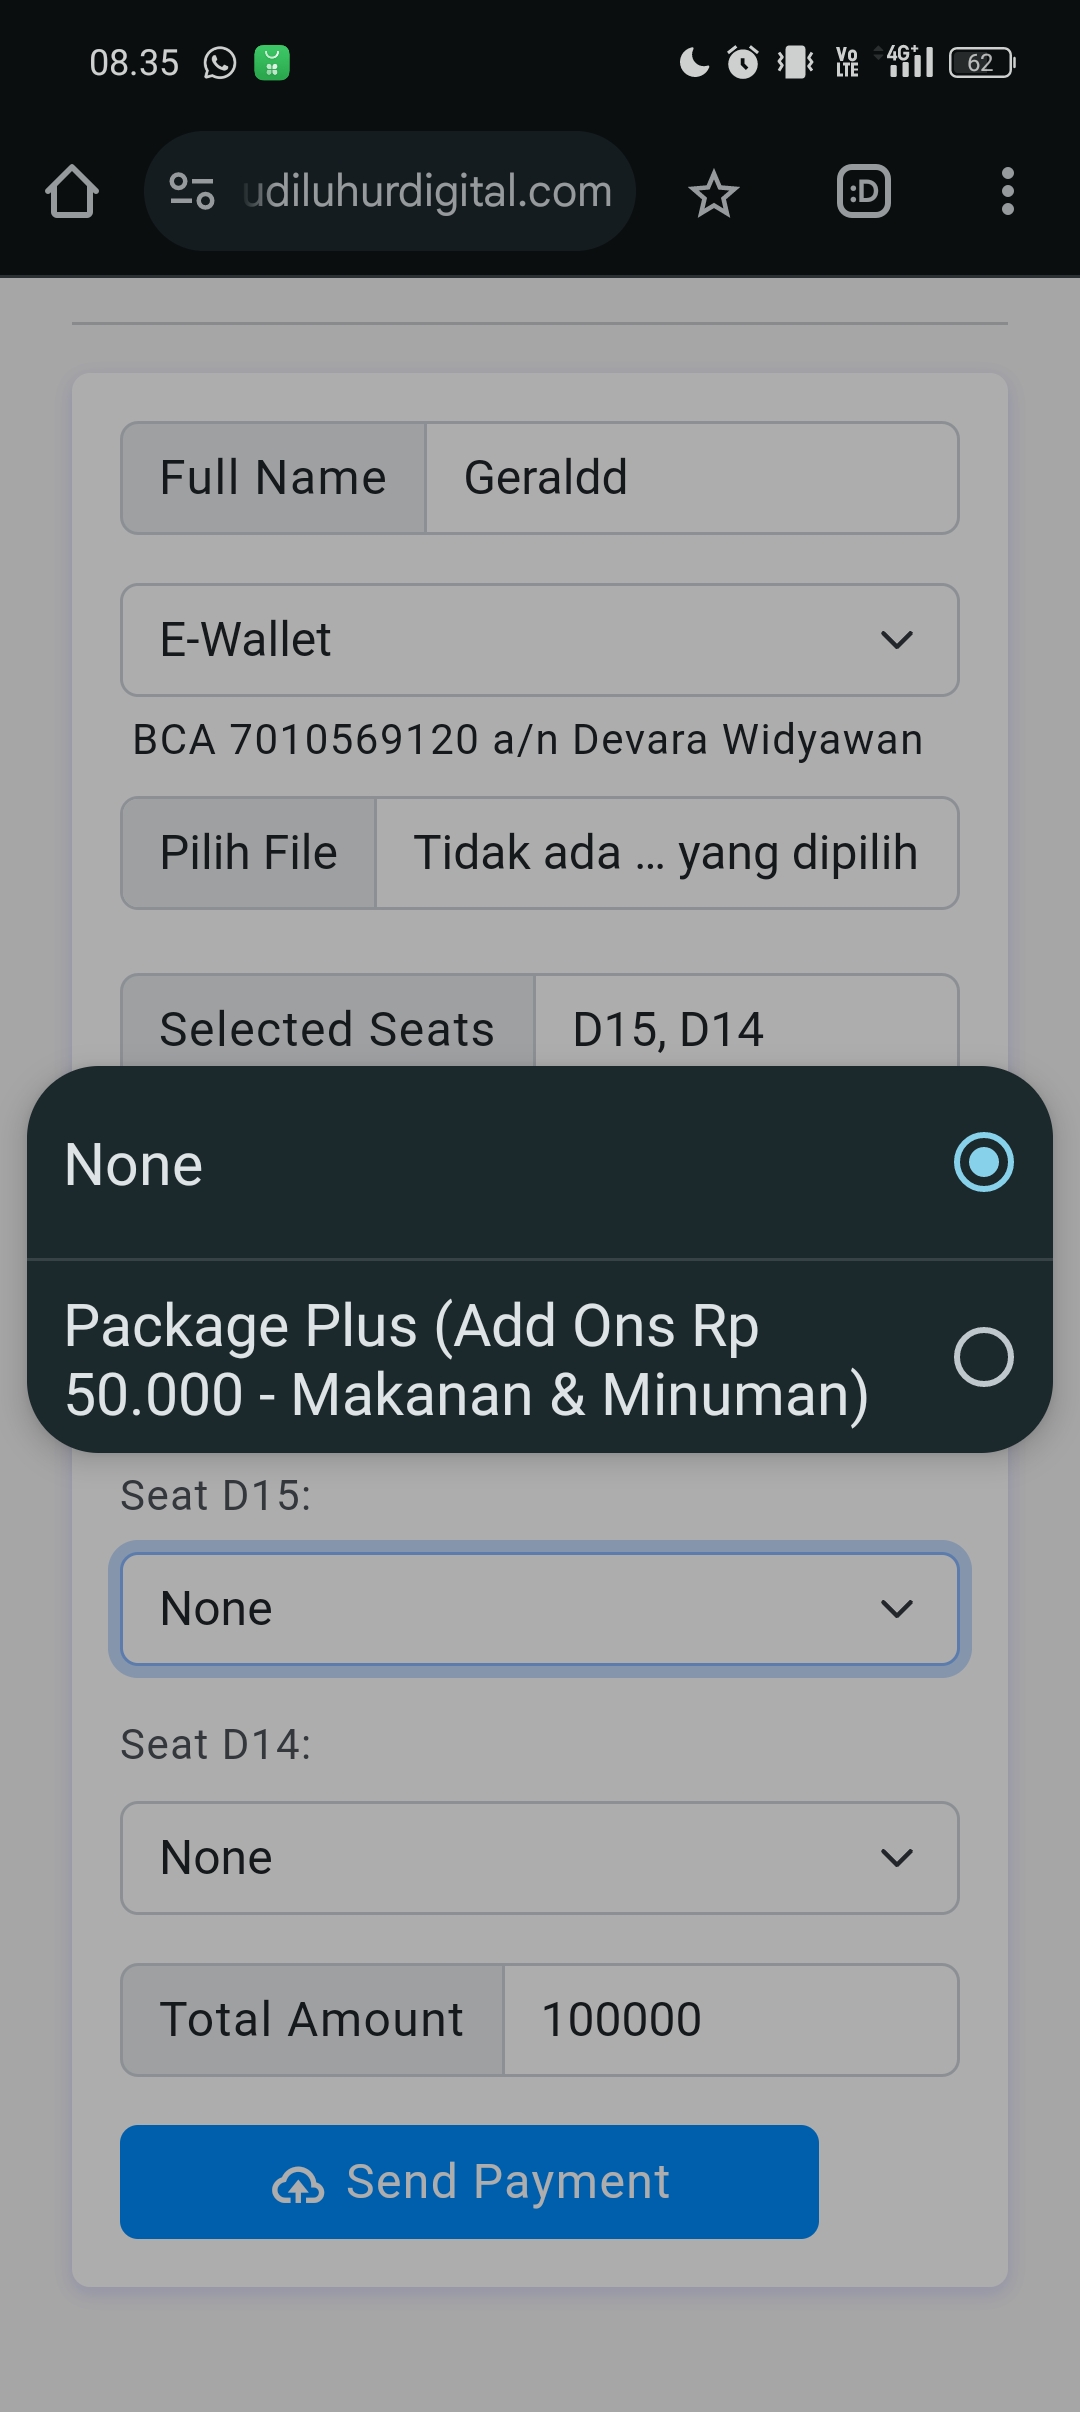 08.35
Vo
LTE
4G+
62
udiluhurdigital.com
:D
Full Name
Geraldd
E-Wallet
BCA 7010569120 a/n Devara Widyawan
Pilih File
Tidak ada … yang dipilih
Selected Seats
D15, D14
None
Package Plus (Add Ons Rp
50.000 - Makanan & Minuman)
Seat D15:
None
Seat D14:
None
Total Amount
100000
Send Payment